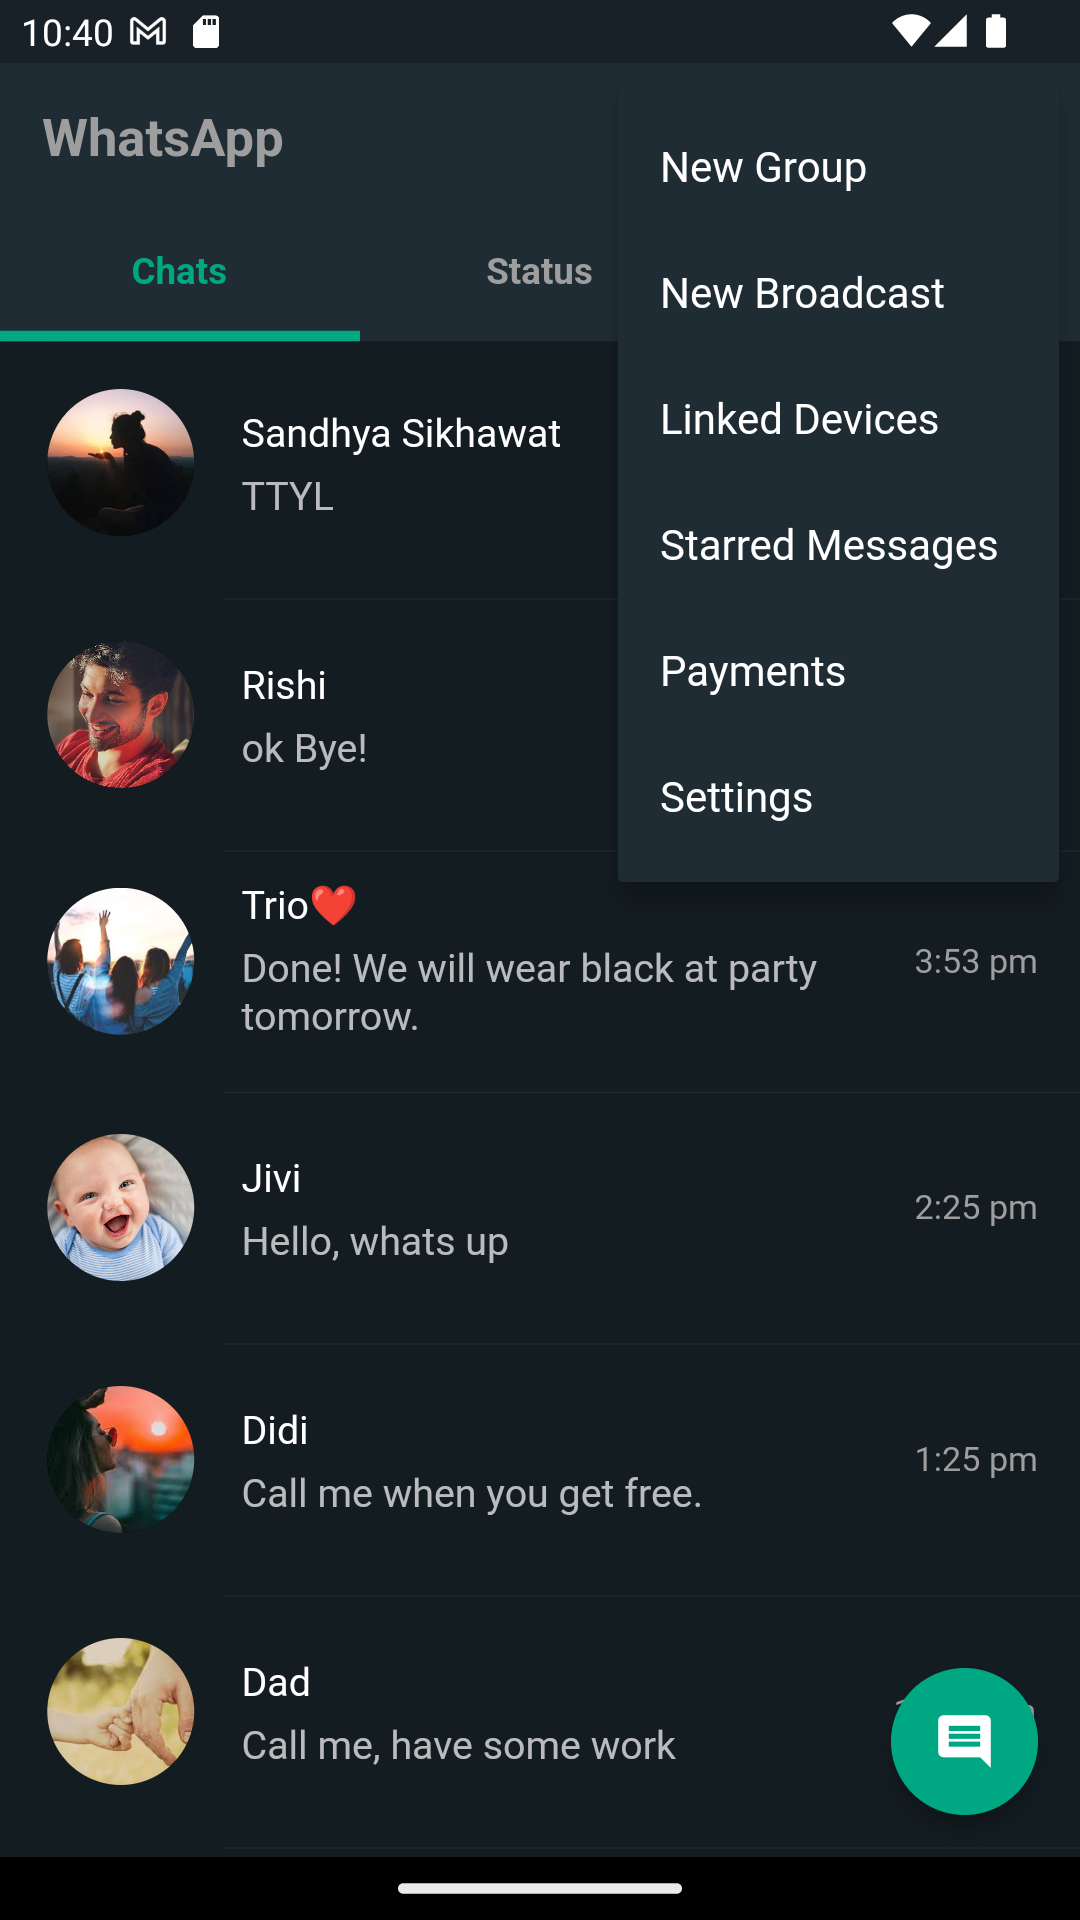 10:40
WhatsApp
Chats
Status
New Group
New Broadcast
Linked Devices
Starred Messages
Payments
Settings
Sandhya Sikhawat
TTYL
Rishi
ok Bye!
Trio❤️
Done! We will wear black at party
tomorrow.
3:53 pm
Jivi
Hello, whats up
2:25 pm
Didi
Call me when you get free.
1:25 pm
Dad
Call me, have some work